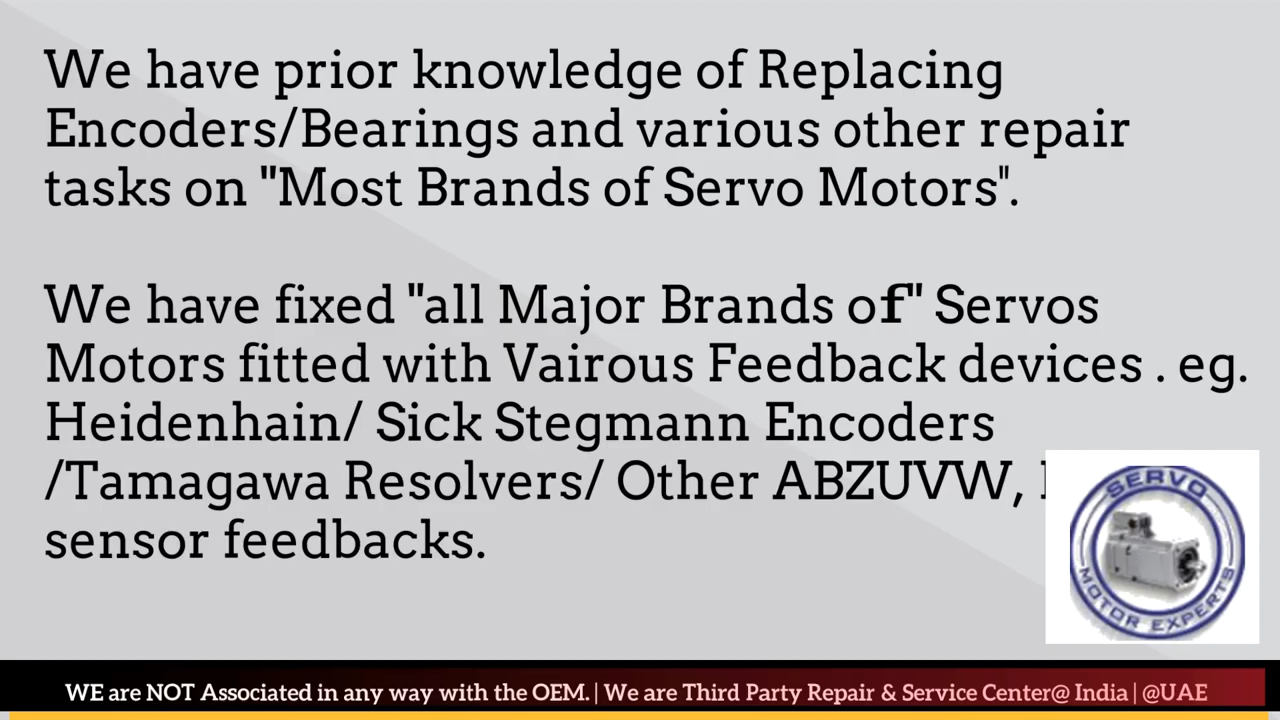 We have prior knowledge of Replacing
Encoders/Bearings and various other repair
tasks on "Most Brands of Servo Motors".
We have fixed "all Major Brands of" Servos
Motors fitted with Vairous Feedback devices . eg.
Heidenhain/ Sick Stegmann Encoders
/Tamagawa Resolvers/ Other ABZUVW,
sensor feedbacks.
SERVO
MOTOR EXPERTS
WE are NOT Associated in any way with the OEM. | We are Third Party Repair & Service Center@ India | @UAE